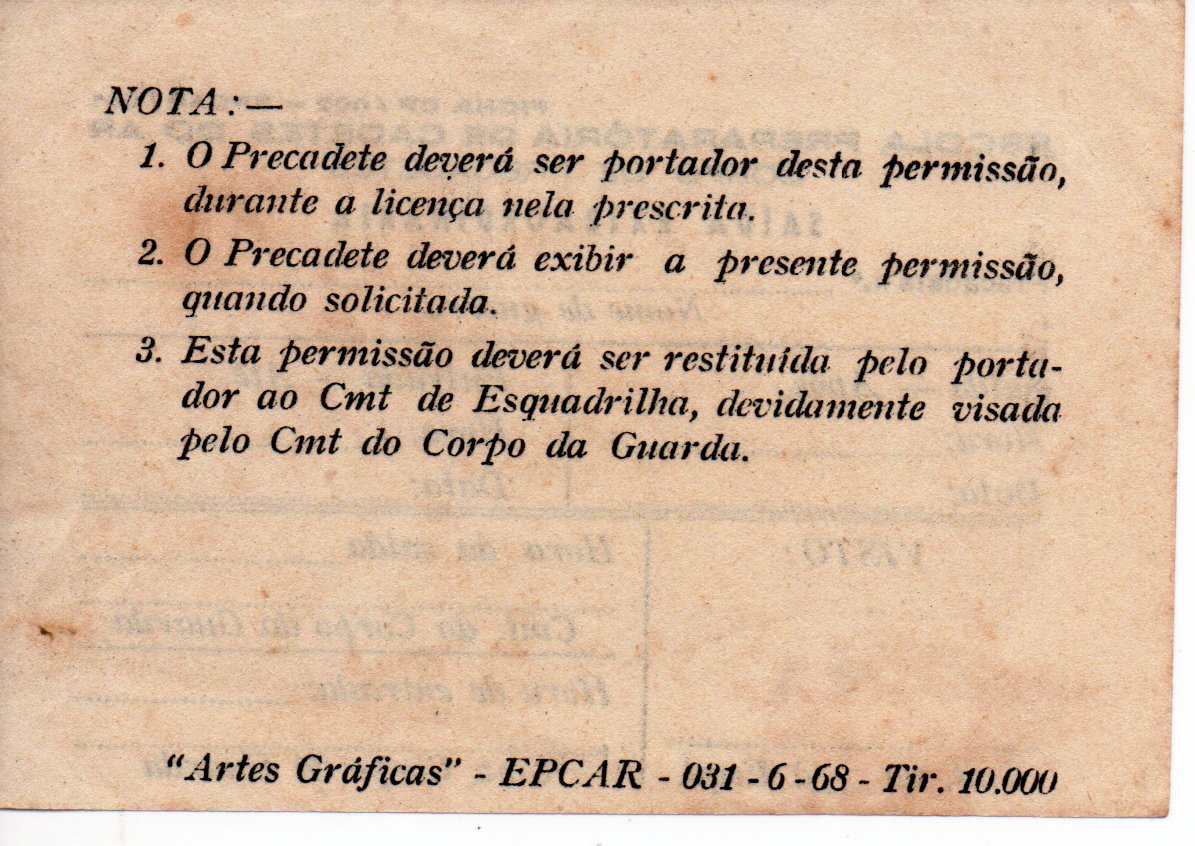 NOTA :—
1. O Precadete deverá ser portador desta permissão,
durante a licença nela prescrita.
2. O Precadete deverá exibir a presente permissão,
quando solicitada.
3. Esta permissão deverá ser restituída pelo porta-
dor ao Cmt de Esquadrilha, devidamente visada
pelo Cmt do Corpo da Guarda.
"Artes Gráficas" - EPCAR - 031 - 6 - 68 - Tir. 10.000